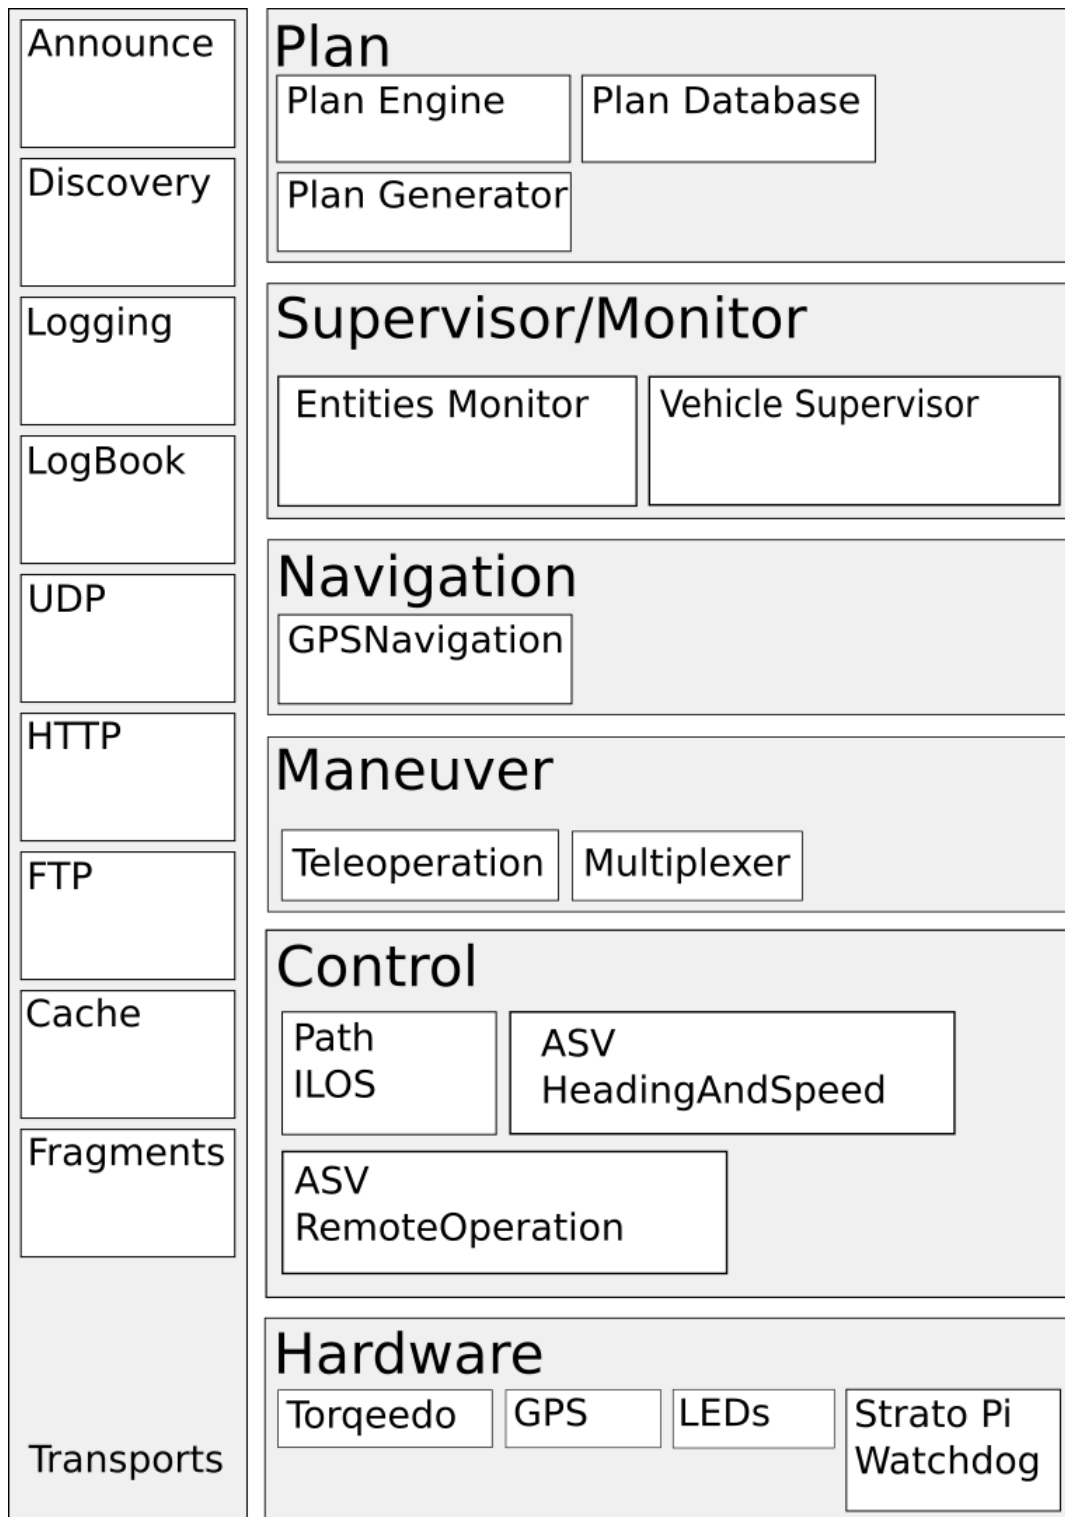 Announce
Discovery
Logging
LogBook
UDP
HTTP
FTP
Cache
Fragments
Transports
Plan
Plan Engine
Plan Database
Plan Generator
Supervisor/Monitor
Entities Monitor
Vehicle Supervisor
Navigation
GPSNavigation
Maneuver
Teleoperation
Multiplexer
Control
Path
ILOS
ASV
HeadingAndSpeed
ASV
RemoteOperation
Hardware
Torqeedo
GPS
LEDs
Strato Pi
Watchdog